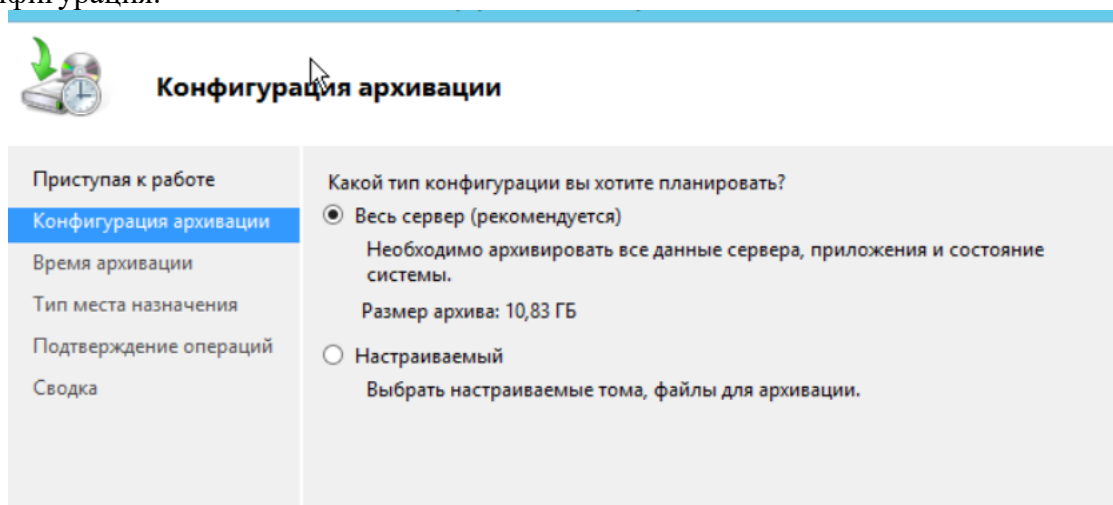 Конфигурация архивации
Приступая к работе
Конфигурация архивации
Время архивации
Тип места назначения
Подтверждение операций
Сводка
Какой тип конфигурации вы хотите планировать?
Весь сервер (рекомендуется)
Необходимо архивировать все данные сервера, приложения и состояние
системы.
Размер архива: 10,83 ГБ
Настраиваемый
Выбрать настраиваемые тома, файлы для архивации.